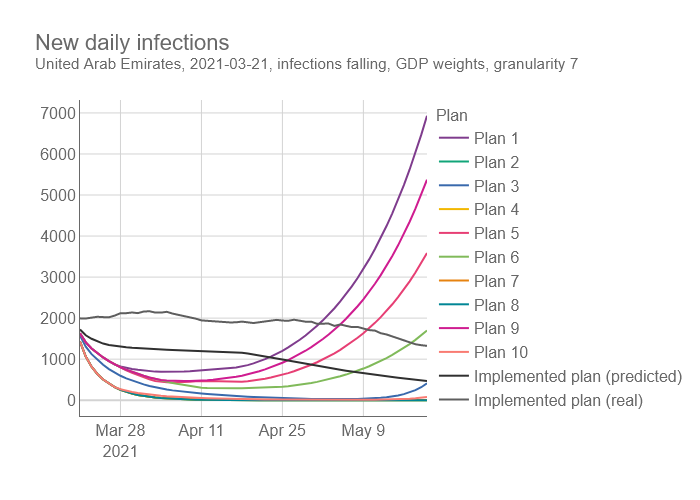 New daily infections
United Arab Emirates, 2021-03-21, infections falling, GDP weights, granularity 7
7000
6000
5000
4000
3000
2000
1000
0
Mar 28
2021
Apr 11
Apr 25
May 9
Plan
Plan 1
Plan 2
Plan 3
Plan 4
Plan 5
Plan 6
Plan 7
Plan 8
Plan 9
Plan 10
Implemented plan (predicted)
Implemented plan (real)